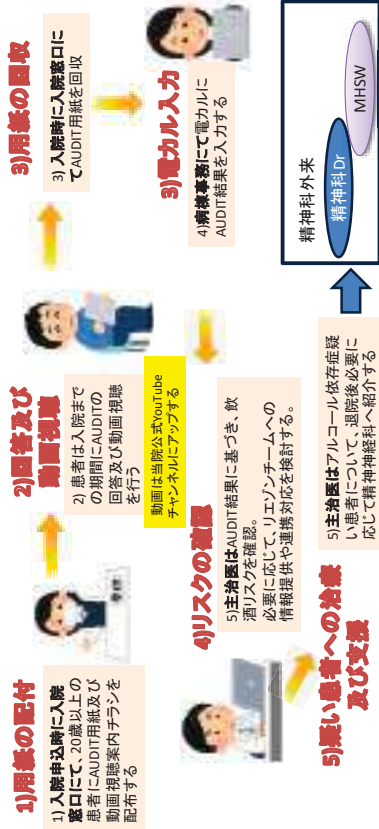 1)用紙の配付
1) 入院申込時に入院
窓口にて、20歳以上の
患者にAUDIT用紙及び
動画視聴案内チラシを
配布する
2)回答及び
動画視聴
2) 患者は入院まで
の期間にAUDITの
回答及び動画視聴
を行う
動画は当院公式YouTube
チャンネルにアップする
3)用紙の回収
3) 入院時に入院窓口に
てAUDIT用紙を回収
3)電カル入力
4)病棟事務にて電カルに
AUDIT結果を入力する
4)リスクの確認
5)主治医はAUDIT結果に基づき、飲
酒リスクを確認。
必要に応じて、リエゾンチームへの
情報提供や連携対応を検討する。
5)疑い患者への治療
及び支援
5)主治医はアルコール依存症疑
い患者について、退院後必要に
応じて精神神経科へ紹介する
精神科外来
精神科Dr
MHSW